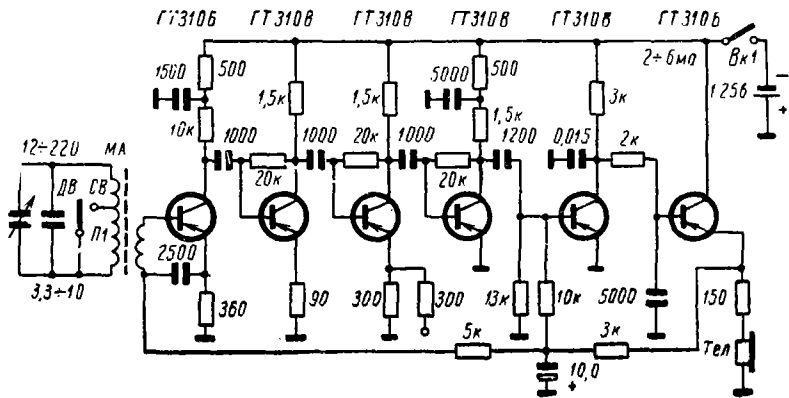 ГТ310Б ГТ310В ГТ310В ГТ310В ГТ310В ГТ310Б
2÷6ма Вк1
−
1,25В
+
1500 500
5000 500
10к 1,5к 1,5к 1,5к 3к
12÷220 МА
1000 1000 20к 1000 1200 0,015 2к
20к 20к
ДВ СВ
П1
2500
3,3÷10
360 90 300 300 13к 10к 5000 150
5к 3к Тел
10,0
+